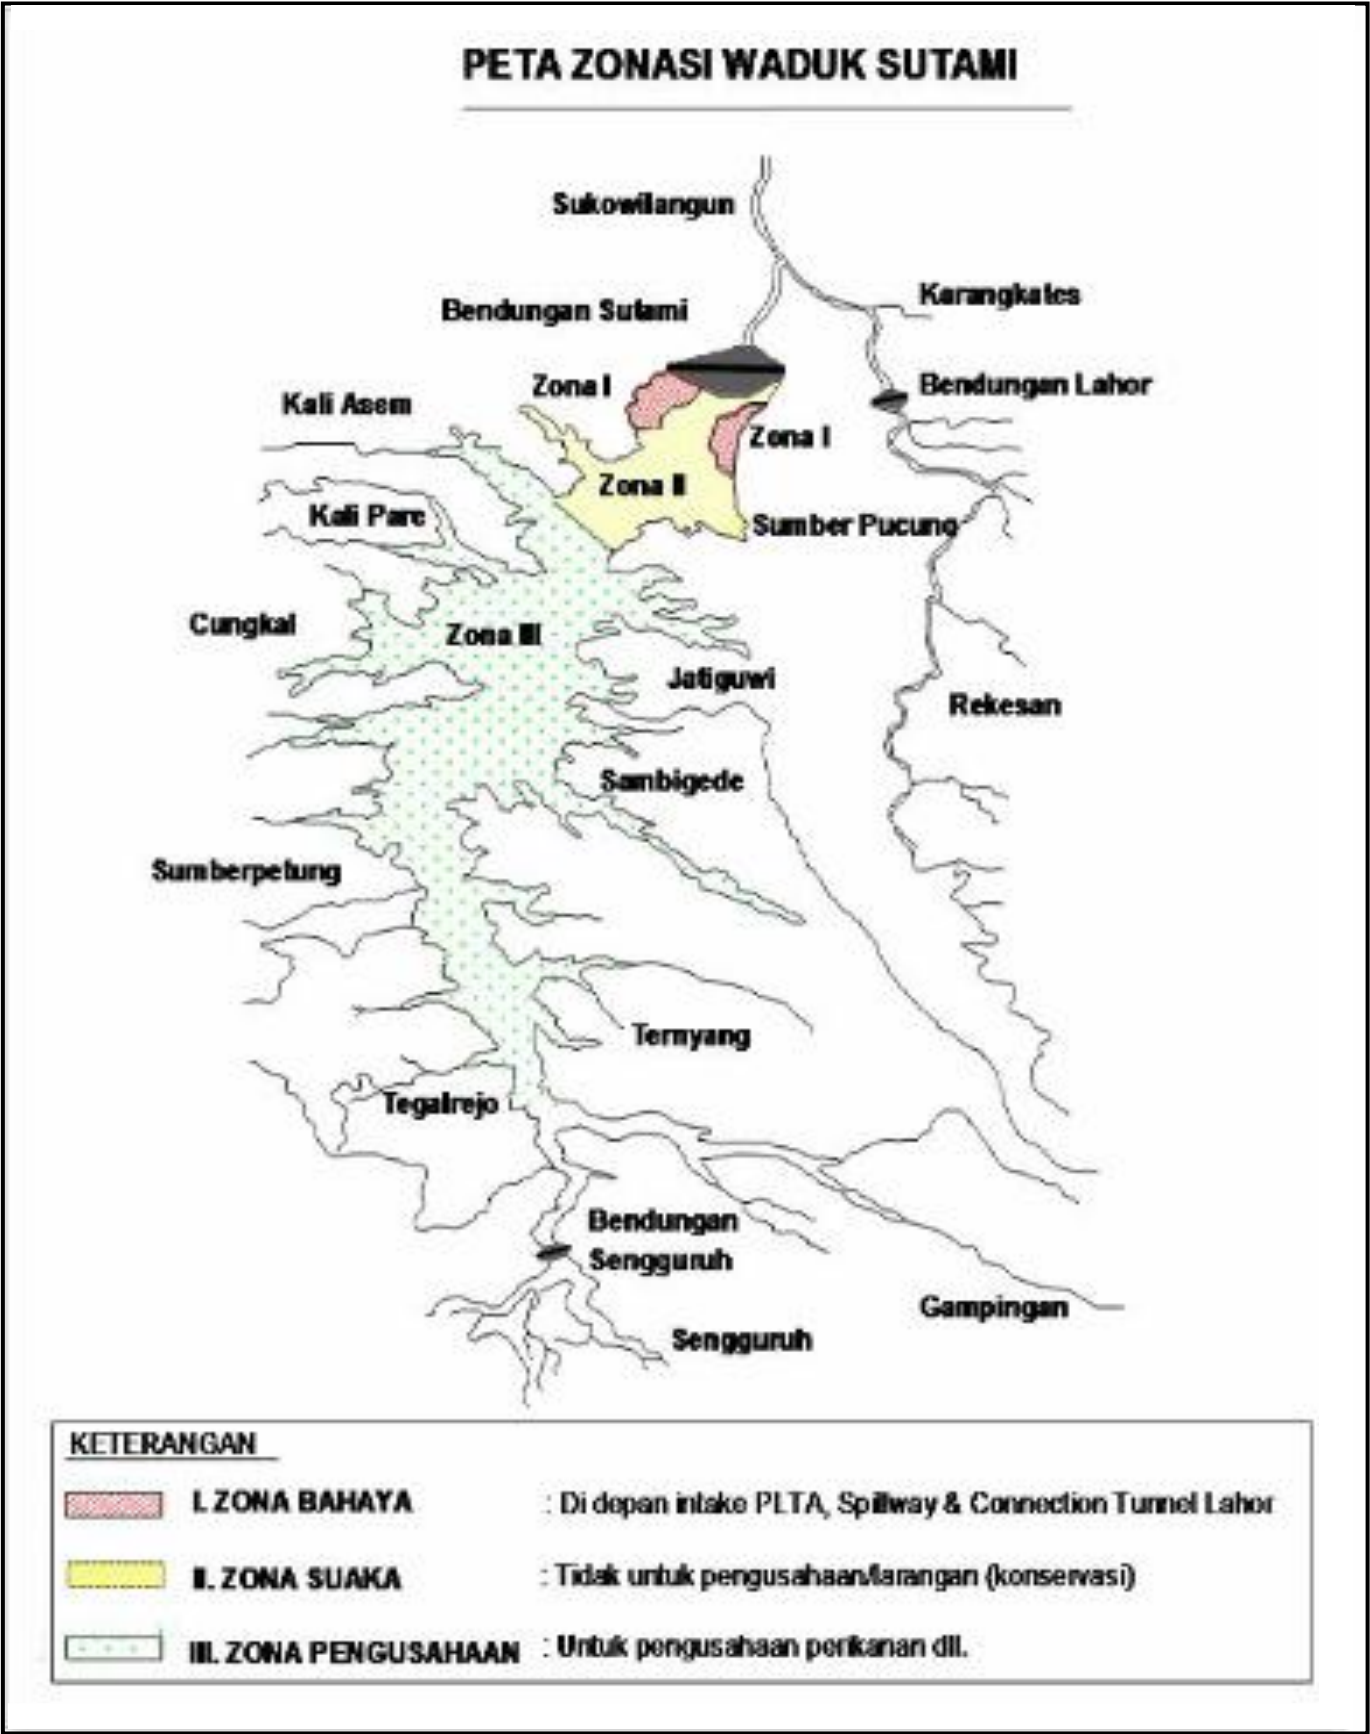 PETA ZONASI WADUK SUTAMI
Sukowilangun
Karangkates
Bendungan Sutami
Zona I
Bendungan Lahor
Kali Asem
Zona I
Zona II
Kali Pare
Sumber Pucung
Cungkal
Zona III
Jatiguwi
Rekesan
Sambigede
Sumberpetung
Ternyang
Tegalrejo
Bendungan
Sengguruh
Gampingan
Sengguruh
KETERANGAN
I. ZONA BAHAYA : Di depan intake PLTA, Spillway & Connection Tunnel Lahor
II. ZONA SUAKA : Tidak untuk pengusahaan/larangan (konservasi)
III. ZONA PENGUSAHAAN : Untuk pengusahaan perikanan dll.